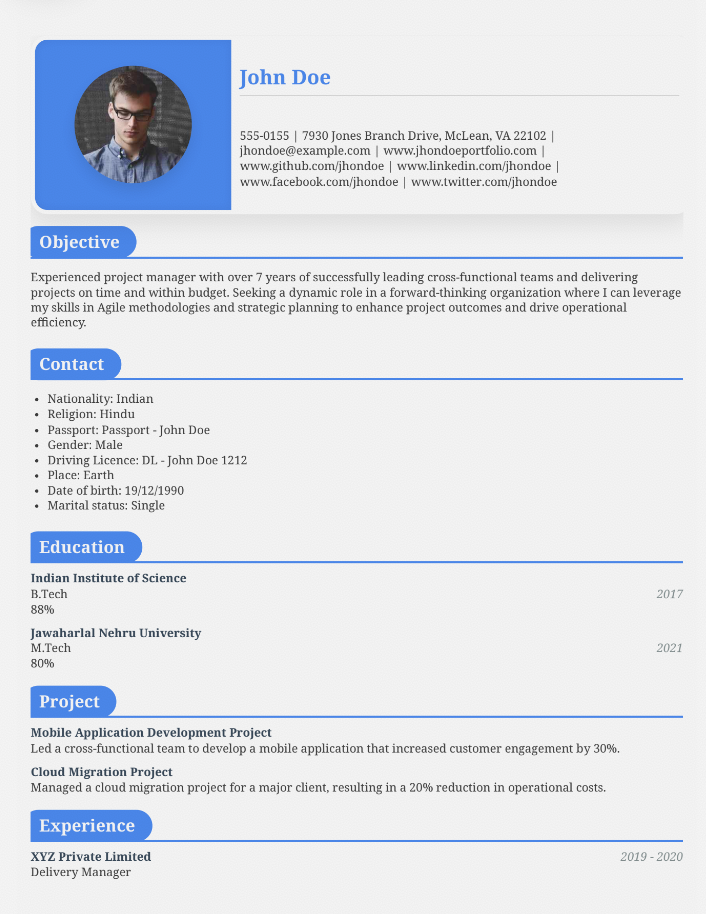 John Doe
555-0155 | 7930 Jones Branch Drive, McLean, VA 22102 |
jhondoe@example.com | www.jhondoeportfolio.com |
www.github.com/jhondoe | www.linkedin.com/jhondoe |
www.facebook.com/jhondoe | www.twitter.com/jhondoe
Objective
Experienced project manager with over 7 years of successfully leading cross-functional teams and delivering
projects on time and within budget. Seeking a dynamic role in a forward-thinking organization where I can leverage
my skills in Agile methodologies and strategic planning to enhance project outcomes and drive operational
efficiency.
Contact
• Nationality: Indian
• Religion: Hindu
• Passport: Passport - John Doe
• Gender: Male
• Driving Licence: DL - John Doe 1212
• Place: Earth
• Date of birth: 19/12/1990
• Marital status: Single
Education
Indian Institute of Science
B.Tech 2017
88%
Jawaharlal Nehru University
M.Tech 2021
80%
Project
Mobile Application Development Project
Led a cross-functional team to develop a mobile application that increased customer engagement by 30%.
Cloud Migration Project
Managed a cloud migration project for a major client, resulting in a 20% reduction in operational costs.
Experience
XYZ Private Limited 2019 - 2020
Delivery Manager